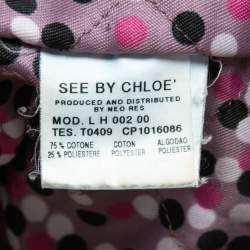 SEE BY CHLOE'
PRODUCED AND DISTRIBUTED
BY NEO RES
MOD. L H 002 00
TES. T0409 CP1016086
75 % COTONE COTON ALGODAO
25 % POLIESTERE POLYESTER POLIESTER